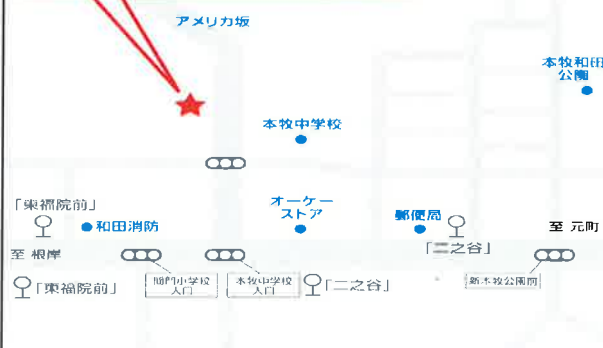 アメリカ坂
本牧和田
公園
本牧中学校
「東福院前」
和田消防
オーケー
ストア
郵便局
至 元町
至 根岸
「二之谷」
「東福院前」
間門小学校
入口
本牧中学校
入口
「二之谷」
新本牧公園前